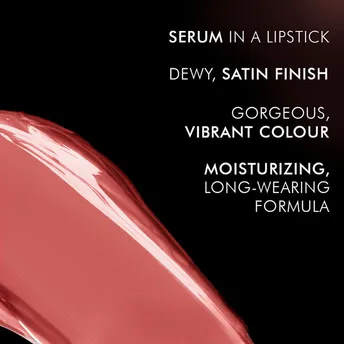 SERUM IN A LIPSTICK
DEWY, SATIN FINISH
GORGEOUS,
VIBRANT COLOUR
MOISTURIZING,
LONG-WEARING
FORMULA